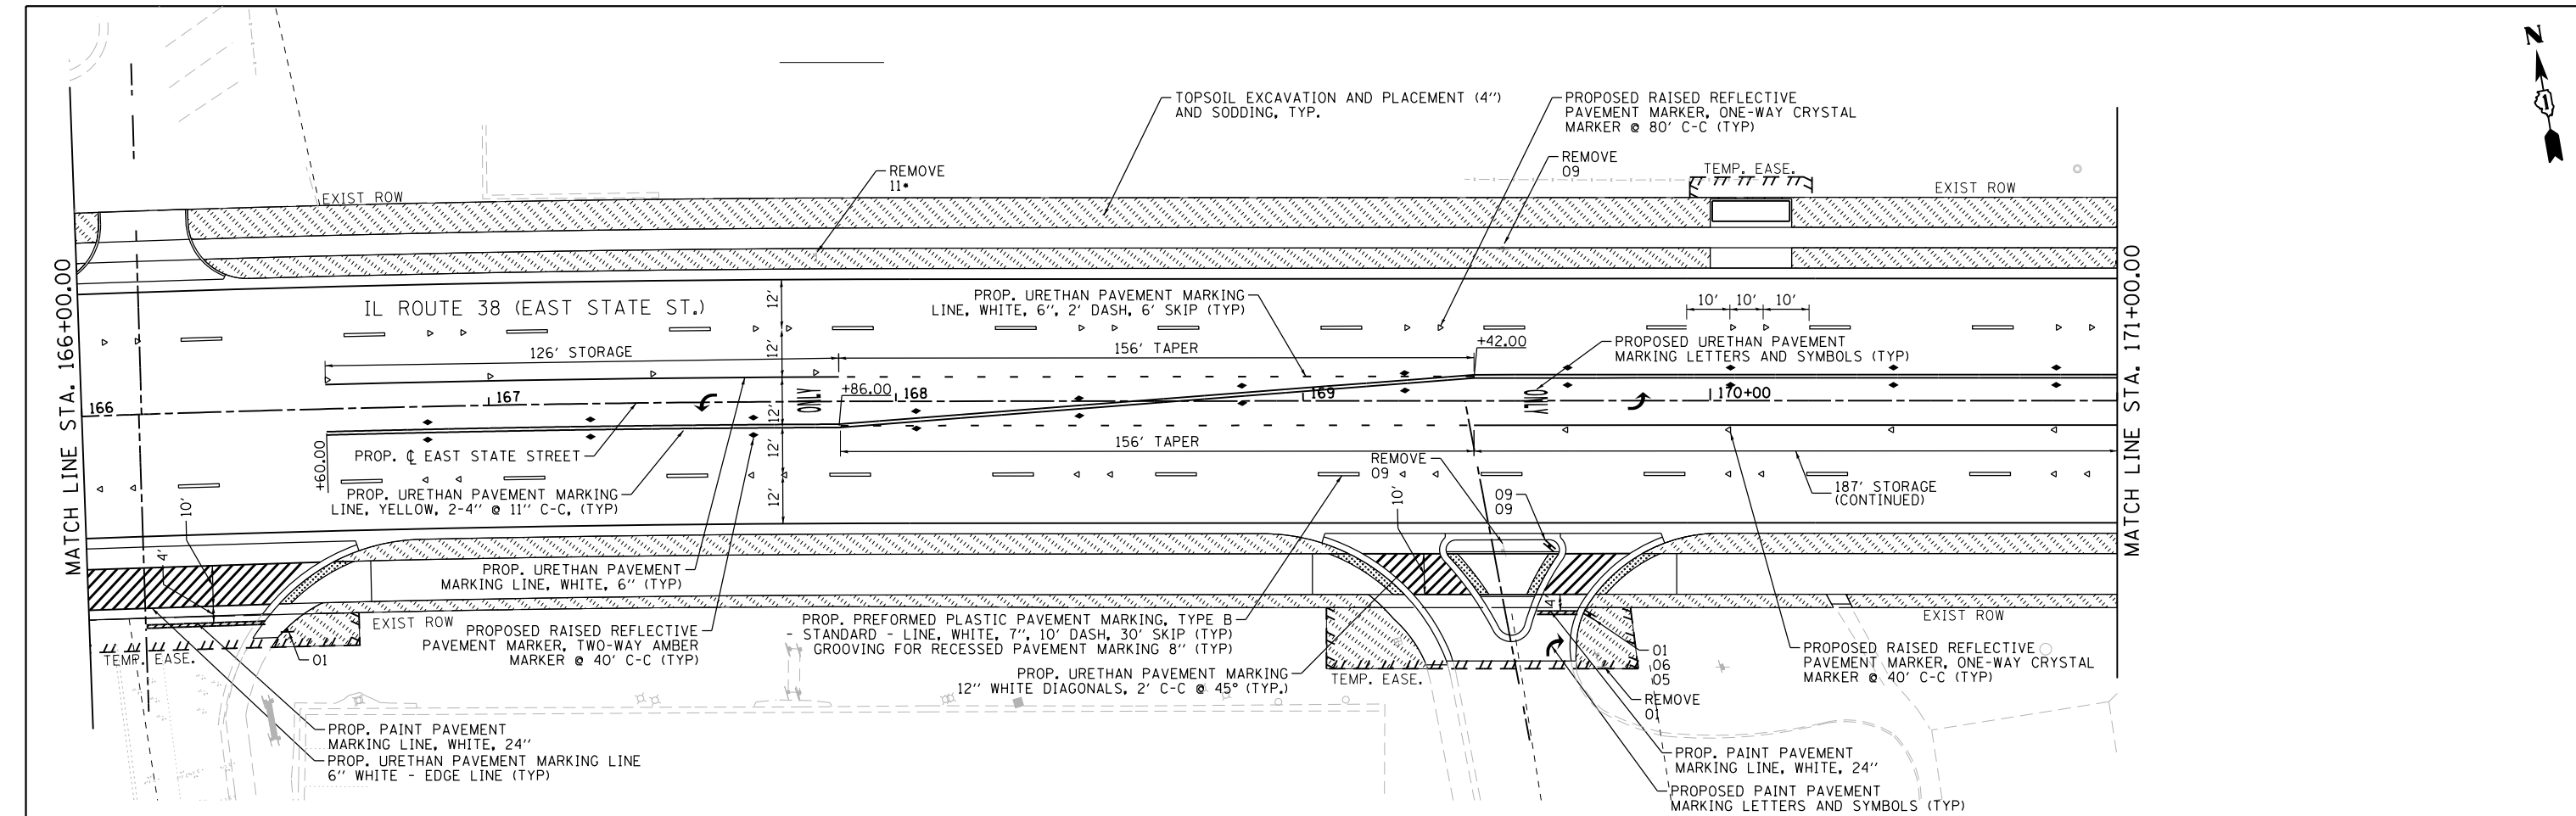 N
1
TOPSOIL EXCAVATION AND PLACEMENT (4")
AND SODDING, TYP.
PROPOSED RAISED REFLECTIVE
PAVEMENT MARKER, ONE-WAY CRYSTAL
MARKER @ 80' C-C (TYP)
REMOVE
11*
REMOVE
09
TEMP. EASE.
EXIST ROW
EXIST ROW
MATCH LINE STA. 166+00.00
MATCH LINE STA. 171+00.00
IL ROUTE 38 (EAST STATE ST.)
12'
12'
12'
12'
12'
PROP. URETHAN PAVEMENT MARKING
LINE, WHITE, 6", 2' DASH, 6' SKIP (TYP)
10'
10'
10'
126' STORAGE
156' TAPER
+42.00
PROPOSED URETHAN PAVEMENT
MARKING LETTERS AND SYMBOLS (TYP)
166
167
ONLY
+86.00
168
169
ONLY
170+00
+60.00
PROP. ℄ EAST STATE STREET
156' TAPER
REMOVE
09
187' STORAGE
(CONTINUED)
PROP. URETHAN PAVEMENT MARKING
LINE, YELLOW, 2-4" @ 11" C-C, (TYP)
10'
4'
10'
09
09
PROP. URETHAN PAVEMENT
MARKING LINE, WHITE, 6" (TYP)
EXIST ROW
PROPOSED RAISED REFLECTIVE
PAVEMENT MARKER, TWO-WAY AMBER
MARKER @ 40' C-C (TYP)
PROP. PREFORMED PLASTIC PAVEMENT MARKING, TYPE B
- STANDARD - LINE, WHITE, 7", 10' DASH, 30' SKIP (TYP)
GROOVING FOR RECESSED PAVEMENT MARKING 8" (TYP)
4'
EXIST ROW
TEMP. EASE.
01
PROP. URETHAN PAVEMENT MARKING
12" WHITE DIAGONALS, 2' C-C @ 45° (TYP.)
TEMP. EASE.
01
06
05
REMOVE
01
PROPOSED RAISED REFLECTIVE
PAVEMENT MARKER, ONE-WAY CRYSTAL
MARKER @ 40' C-C (TYP)
PROP. PAINT PAVEMENT
MARKING LINE, WHITE, 24"
PROP. URETHAN PAVEMENT MARKING LINE
6" WHITE - EDGE LINE (TYP)
PROP. PAINT PAVEMENT
MARKING LINE, WHITE, 24"
PROPOSED PAINT PAVEMENT
MARKING LETTERS AND SYMBOLS (TYP)